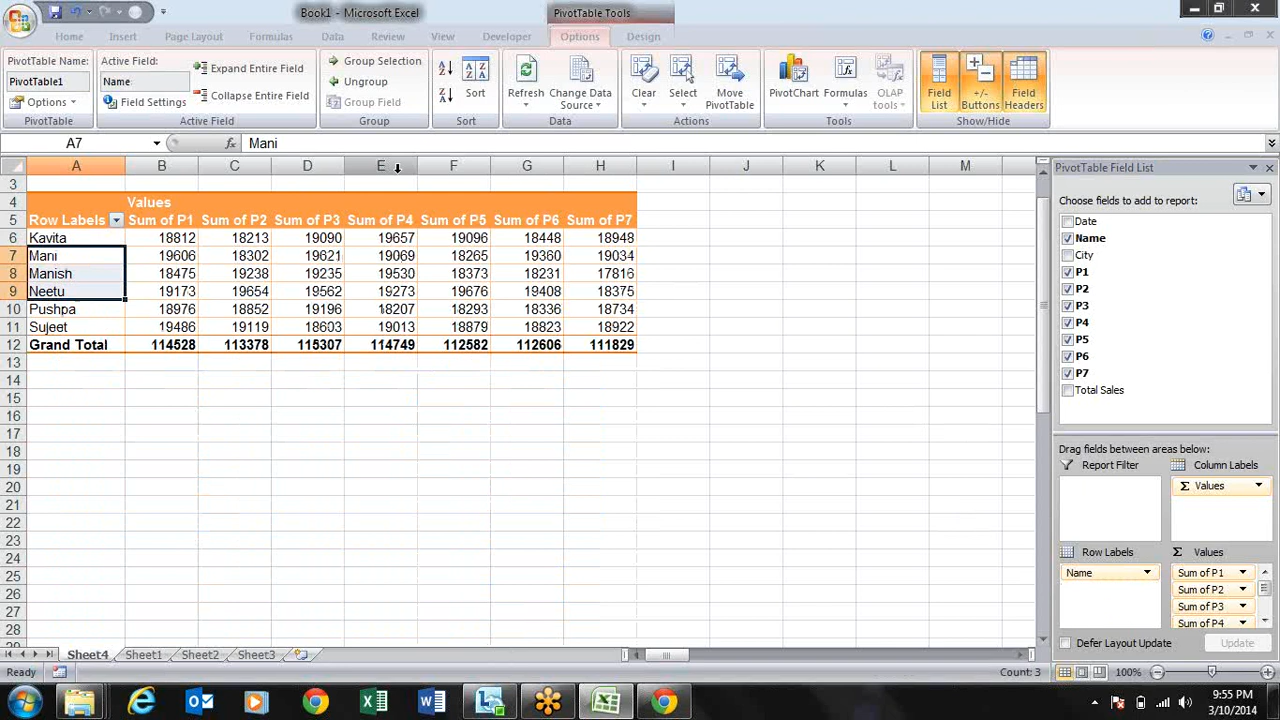 Book1 - Microsoft Excel
PivotTable Tools
Home Insert Page Layout Formulas Data Review View Developer Options Design
PivotTable Name:
PivotTable1
Options
PivotTable
Active Field:
Name
Field Settings
Expand Entire Field
Collapse Entire Field
Active Field
Group Selection
Ungroup
Group Field
Group
Sort
Sort
Refresh
Change Data Source
Data
Clear
Select
Move PivotTable
Actions
PivotChart
Formulas
OLAP tools
Tools
Field List
+/- Buttons
Field Headers
Show/Hide
A7 fx Mani
A B C D E F G H I J K L M
3
4 Values
5 Row Labels Sum of P1 Sum of P2 Sum of P3 Sum of P4 Sum of P5 Sum of P6 Sum of P7
6 Kavita 18812 18213 19090 19657 19096 18448 18948
7 Mani 19606 18302 19621 19069 18265 19360 19034
8 Manish 18475 19238 19235 19530 18373 18231 17816
9 Neetu 19173 19654 19562 19273 19676 19408 18375
10 Pushpa 18976 18852 19196 18207 18293 18336 18734
11 Sujeet 19486 19119 18603 19013 18879 18823 18922
12 Grand Total 114528 113378 115307 114749 112582 112606 111829
13
14
15
16
17
18
19
20
21
22
23
24
25
26
27
28
PivotTable Field List
Choose fields to add to report:
Date
Name
City
P1
P2
P3
P4
P5
P6
P7
Total Sales
Drag fields between areas below:
Report Filter
Column Labels
Σ Values
Row Labels
Σ Values
Name
Sum of P1
Sum of P2
Sum of P3
Sum of P4
Defer Layout Update
Update
Sheet4 Sheet1 Sheet2 Sheet3
Ready
Count: 3
100%
9:55 PM
3/10/2014